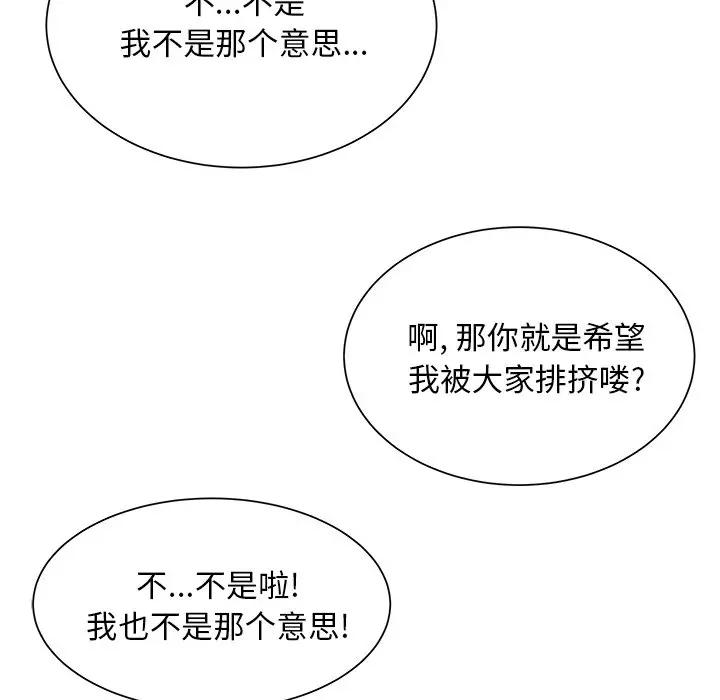 不...不是
我不是那个意思...
啊, 那你就是希望
我被大家排挤喽?
不...不是啦!
我也不是那个意思!